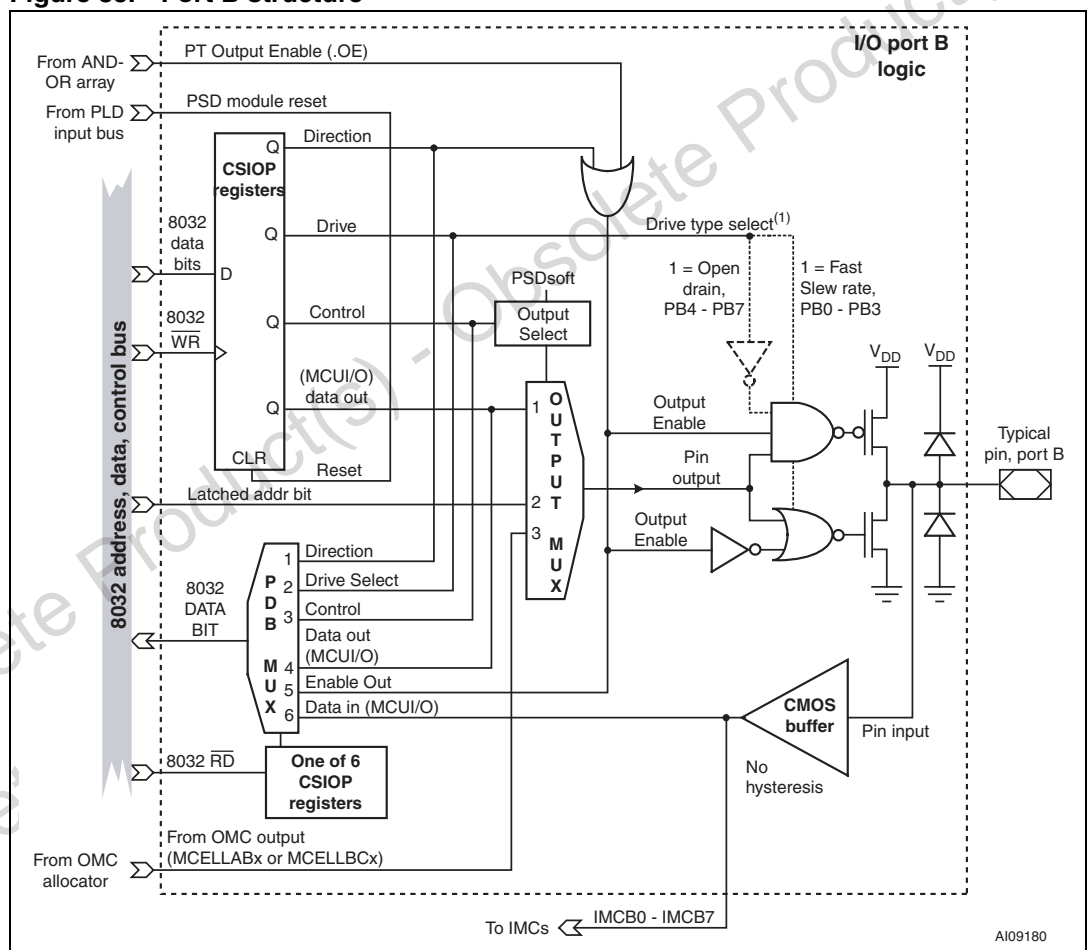 Figure 53. Port B structure
From AND-
OR array
PT Output Enable (.OE)
I/O port B
logic
From PLD
input bus
PSD module reset
CSIOP
registers
Q
Direction
8032
data
bits
D
Q
Drive
Drive type select(1)
1 = Open
drain,
PB4 - PB7
1 = Fast
Slew rate,
PB0 - PB3
PSDsoft
Output
Select
8032
WR
Q
Control
(MCUI/O)
data out
Q
CLR
Reset
VDD
VDD
Typical
pin, port B
Output
Enable
Pin
output
Output
Enable
1
2
3
OUTPUT MUX
Latched addr bit
8032 address, data, control bus
8032
DATA
BIT
PDB MUX
1 Direction
2 Drive Select
3 Control
Data out
(MCUI/O)
4
5 Enable Out
6 Data in (MCUI/O)
CMOS
buffer
Pin input
No
hysteresis
8032 RD
One of 6
CSIOP
registers
From OMC output
(MCELLABx or MCELLBCx)
From OMC
allocator
To IMCs
IMCB0 - IMCB7
AI09180
Obsolete Product(s) - Obsolete Product(s)